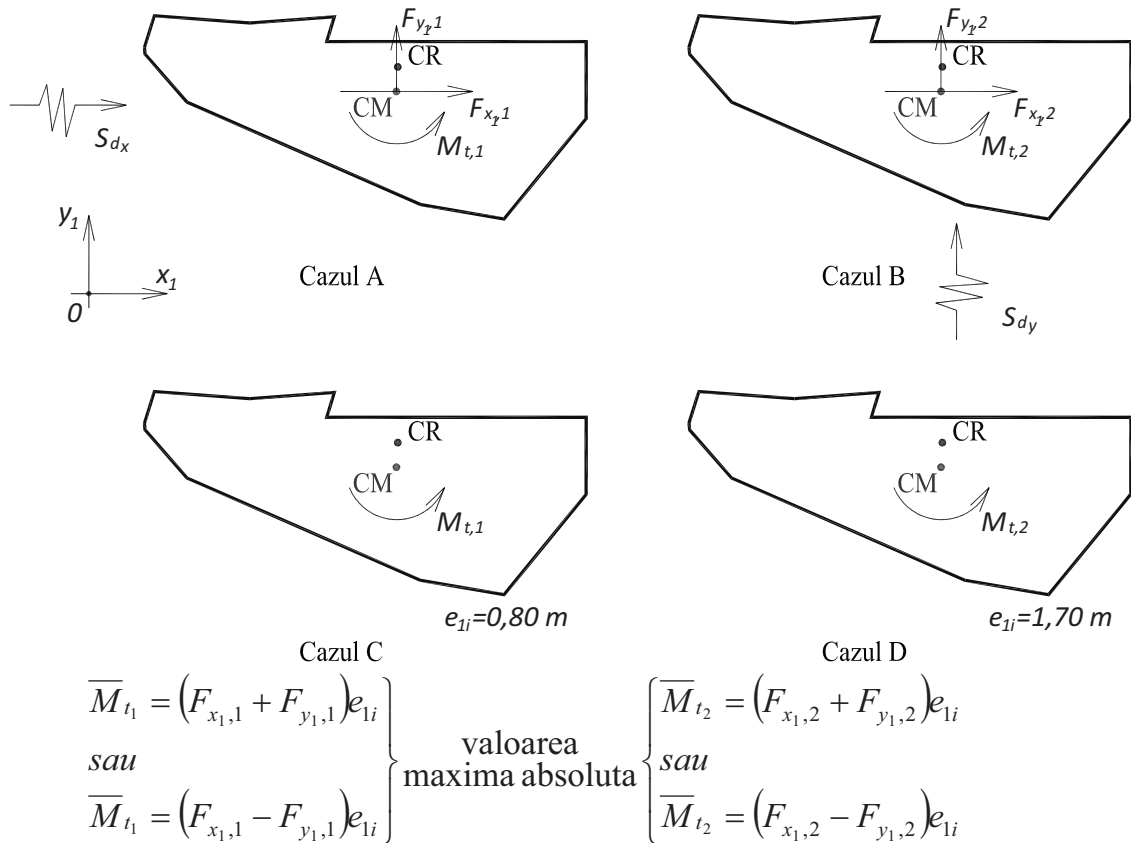 F_{y_1,1} F_{y_1,2}
CR CR
CM F_{x_1,1} CM F_{x_1,2}
S_{d_x} M_{t,1} M_{t,2}
y_1
x_1 Cazul A Cazul B
0 S_{d_y}
CR CR
CM CM
M_{t,1} M_{t,2}
e_{1i}=0,80 m e_{1i}=1,70 m
Cazul C Cazul D
\overline{M}_{t_1} = (F_{x_1,1} + F_{y_1,1})e_{1i}
sau
\overline{M}_{t_1} = (F_{x_1,1} - F_{y_1,1})e_{1i}
valoarea
maxima absoluta
\overline{M}_{t_2} = (F_{x_1,2} + F_{y_1,2})e_{1i}
sau
\overline{M}_{t_2} = (F_{x_1,2} - F_{y_1,2})e_{1i}